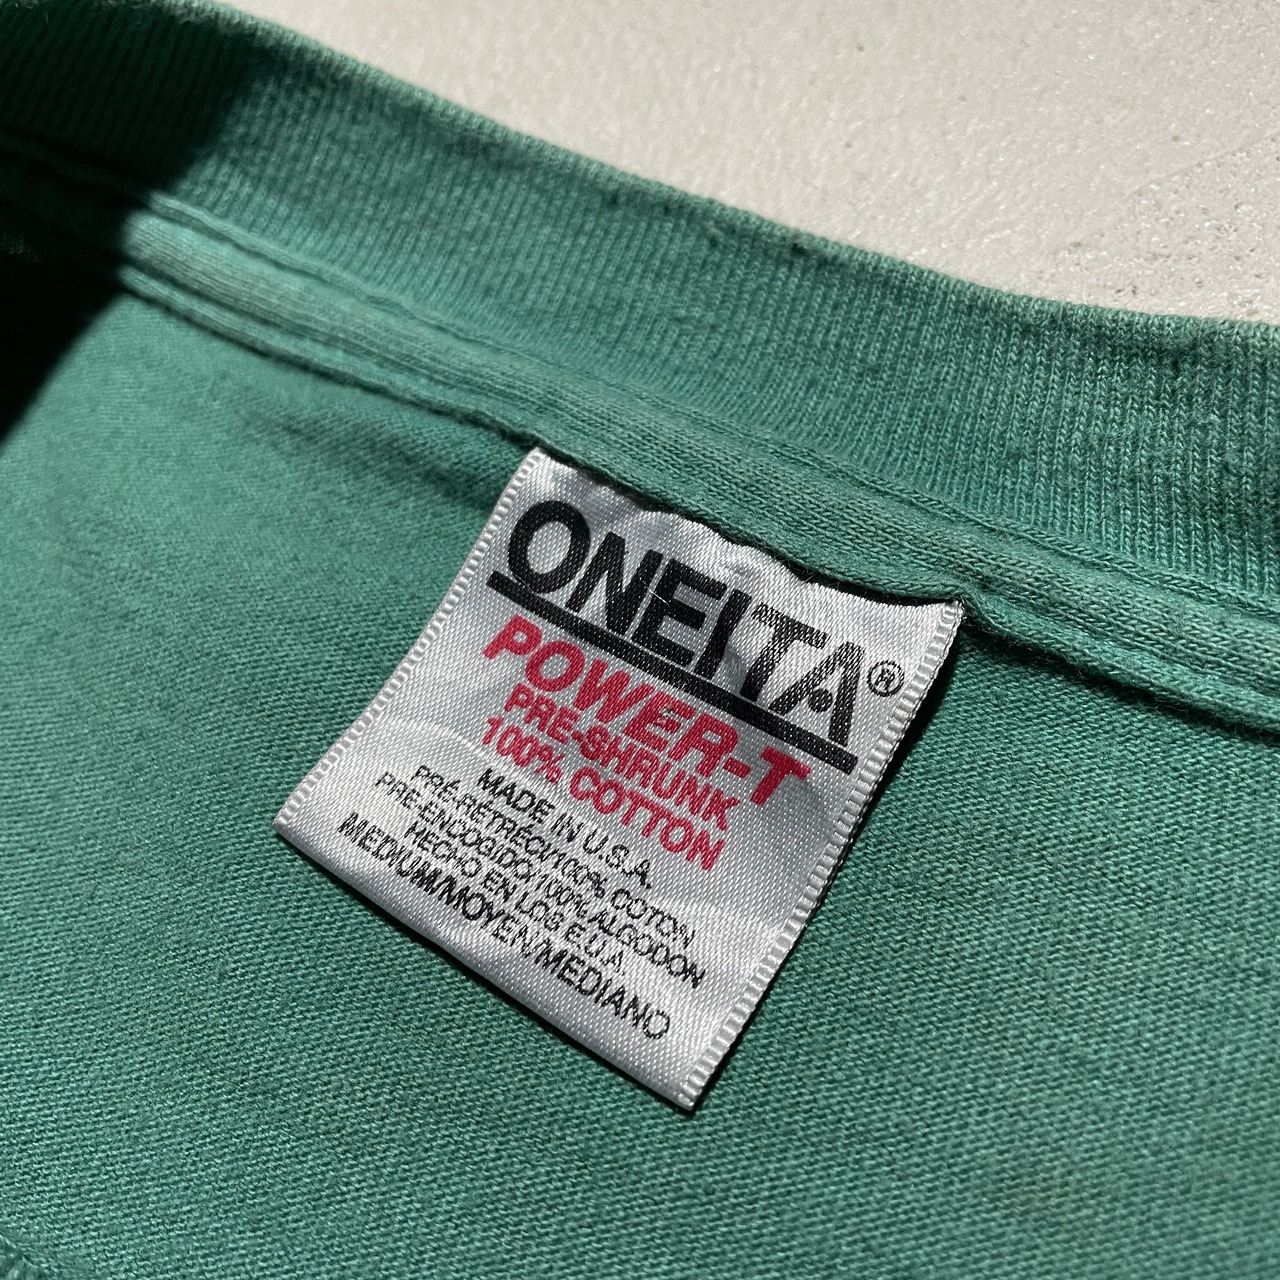 ONEITA®
POWER-T
PRE-SHRUNK
100% COTTON
MADE IN U.S.A.
PRÉ-RÉTRÉCI/100% COTON
PRE-ENCOGIDO/100% ALGODON
HECHO EN LOS E.U.A.
MEDIUM/MOYEN/MEDIANO